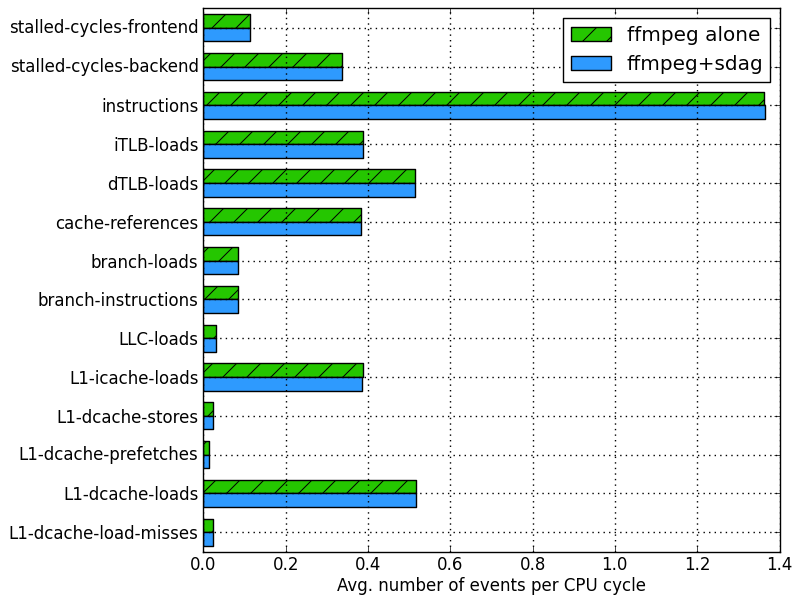 stalled-cycles-frontend
stalled-cycles-backend
instructions
iTLB-loads
dTLB-loads
cache-references
branch-loads
branch-instructions
LLC-loads
L1-icache-loads
L1-dcache-stores
L1-dcache-prefetches
L1-dcache-loads
L1-dcache-load-misses
ffmpeg alone
ffmpeg+sdag
0.0 0.2 0.4 0.6 0.8 1.0 1.2 1.4
Avg. number of events per CPU cycle